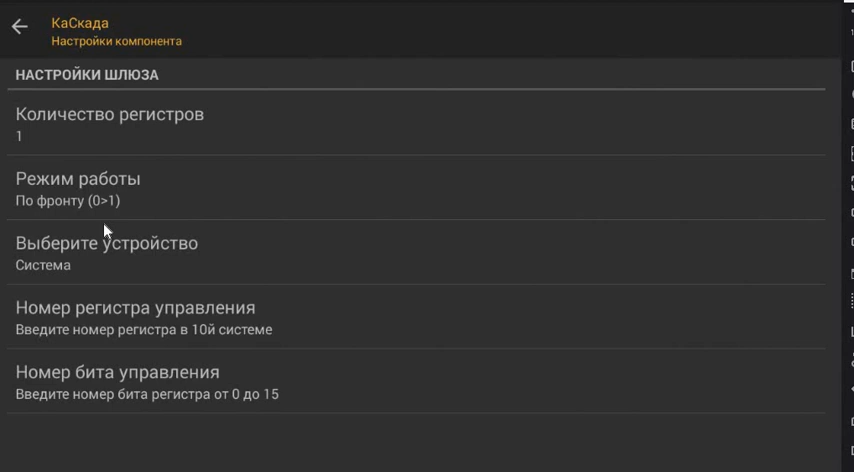 КаСкада
Настройки компонента
НАСТРОЙКИ ШЛЮЗА
Количество регистров
1
Режим работы
По фронту (0>1)
Выберите устройство
Система
Номер регистра управления
Введите номер регистра в 10й системе
Номер бита управления
Введите номер бита регистра от 0 до 15